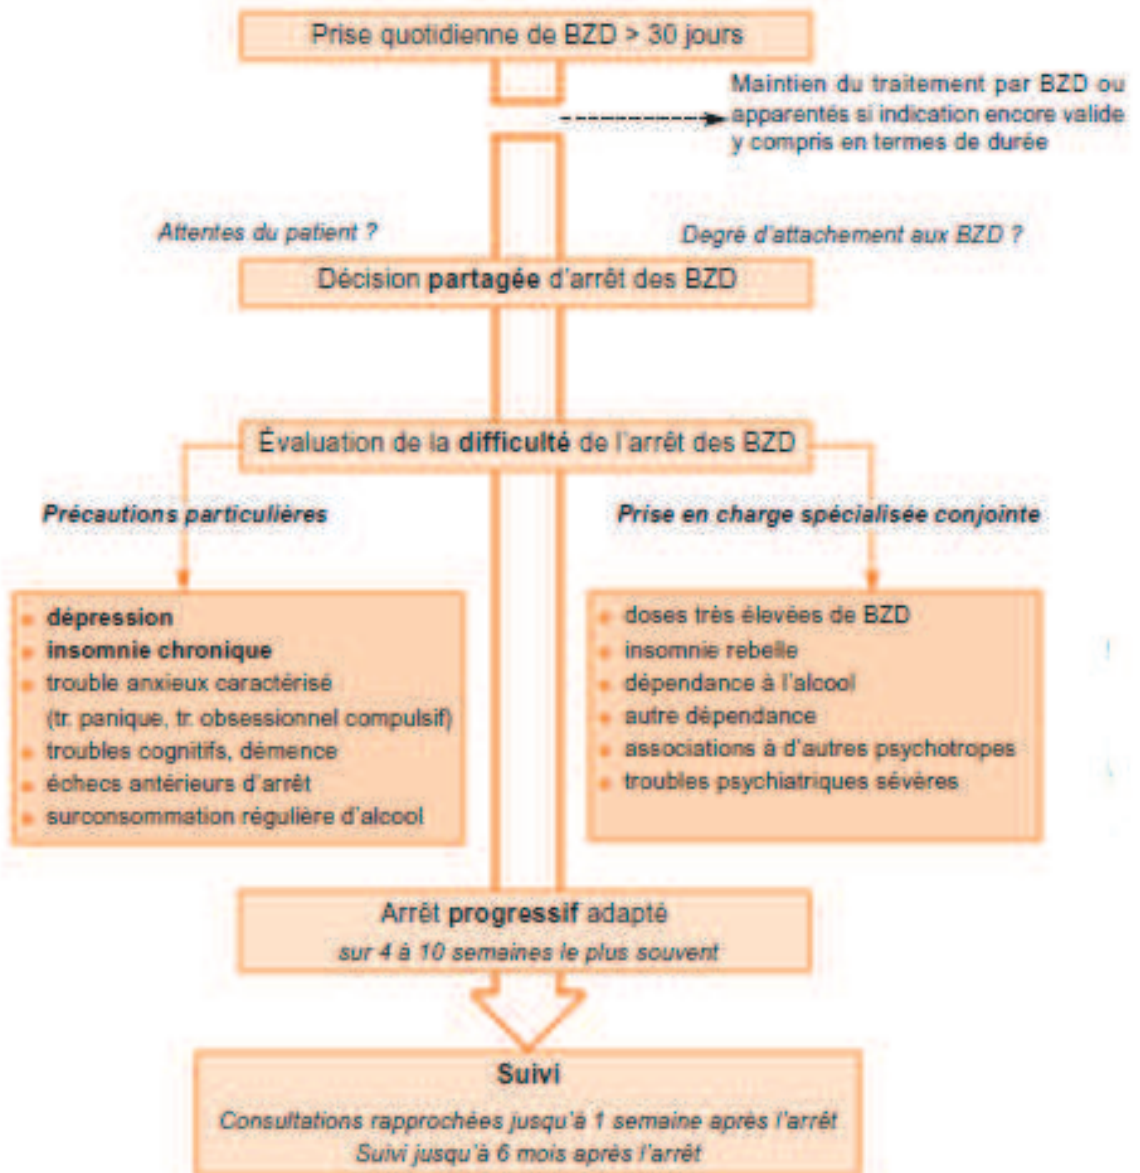 Prise quotidienne de BZD > 30 jours
Maintien du traitement par BZD ou
apparentés si indication encore valide
y compris en termes de durée
Attentes du patient ?
Degré d'attachement aux BZD ?
Décision partagée d'arrêt des BZD
Évaluation de la difficulté de l'arrêt des BZD
Précautions particulières
Prise en charge spécialisée conjointe
dépression
insomnie chronique
trouble anxieux caractérisé
(tr. panique, tr. obsessionnel compulsif)
troubles cognitifs, démence
échecs antérieurs d'arrêt
surconsommation régulière d'alcool
doses très élevées de BZD
insomnie rebelle
dépendance à l'alcool
autre dépendance
associations à d'autres psychotropes
troubles psychiatriques sévères
Arrêt progressif adapté
sur 4 à 10 semaines le plus souvent
Suivi
Consultations rapprochées jusqu'à 1 semaine après l'arrêt
Suivi jusqu'à 6 mois après l'arrêt